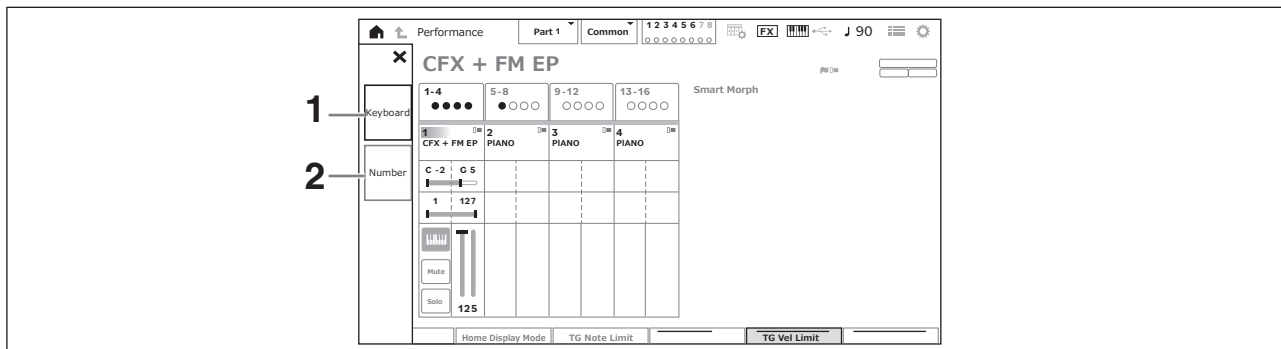 Performance
Part 1
Common
1 2 3 4 5 6 7 8
FX
90
CFX + FM EP
1-4
5-8
9-12
13-16
Smart Morph
1
Keyboard
1
CFX + FM EP
2
PIANO
3
PIANO
4
PIANO
2
Number
C -2
G 5
1
127
Mute
Solo
125
Home Display Mode
TG Note Limit
TG Vel Limit